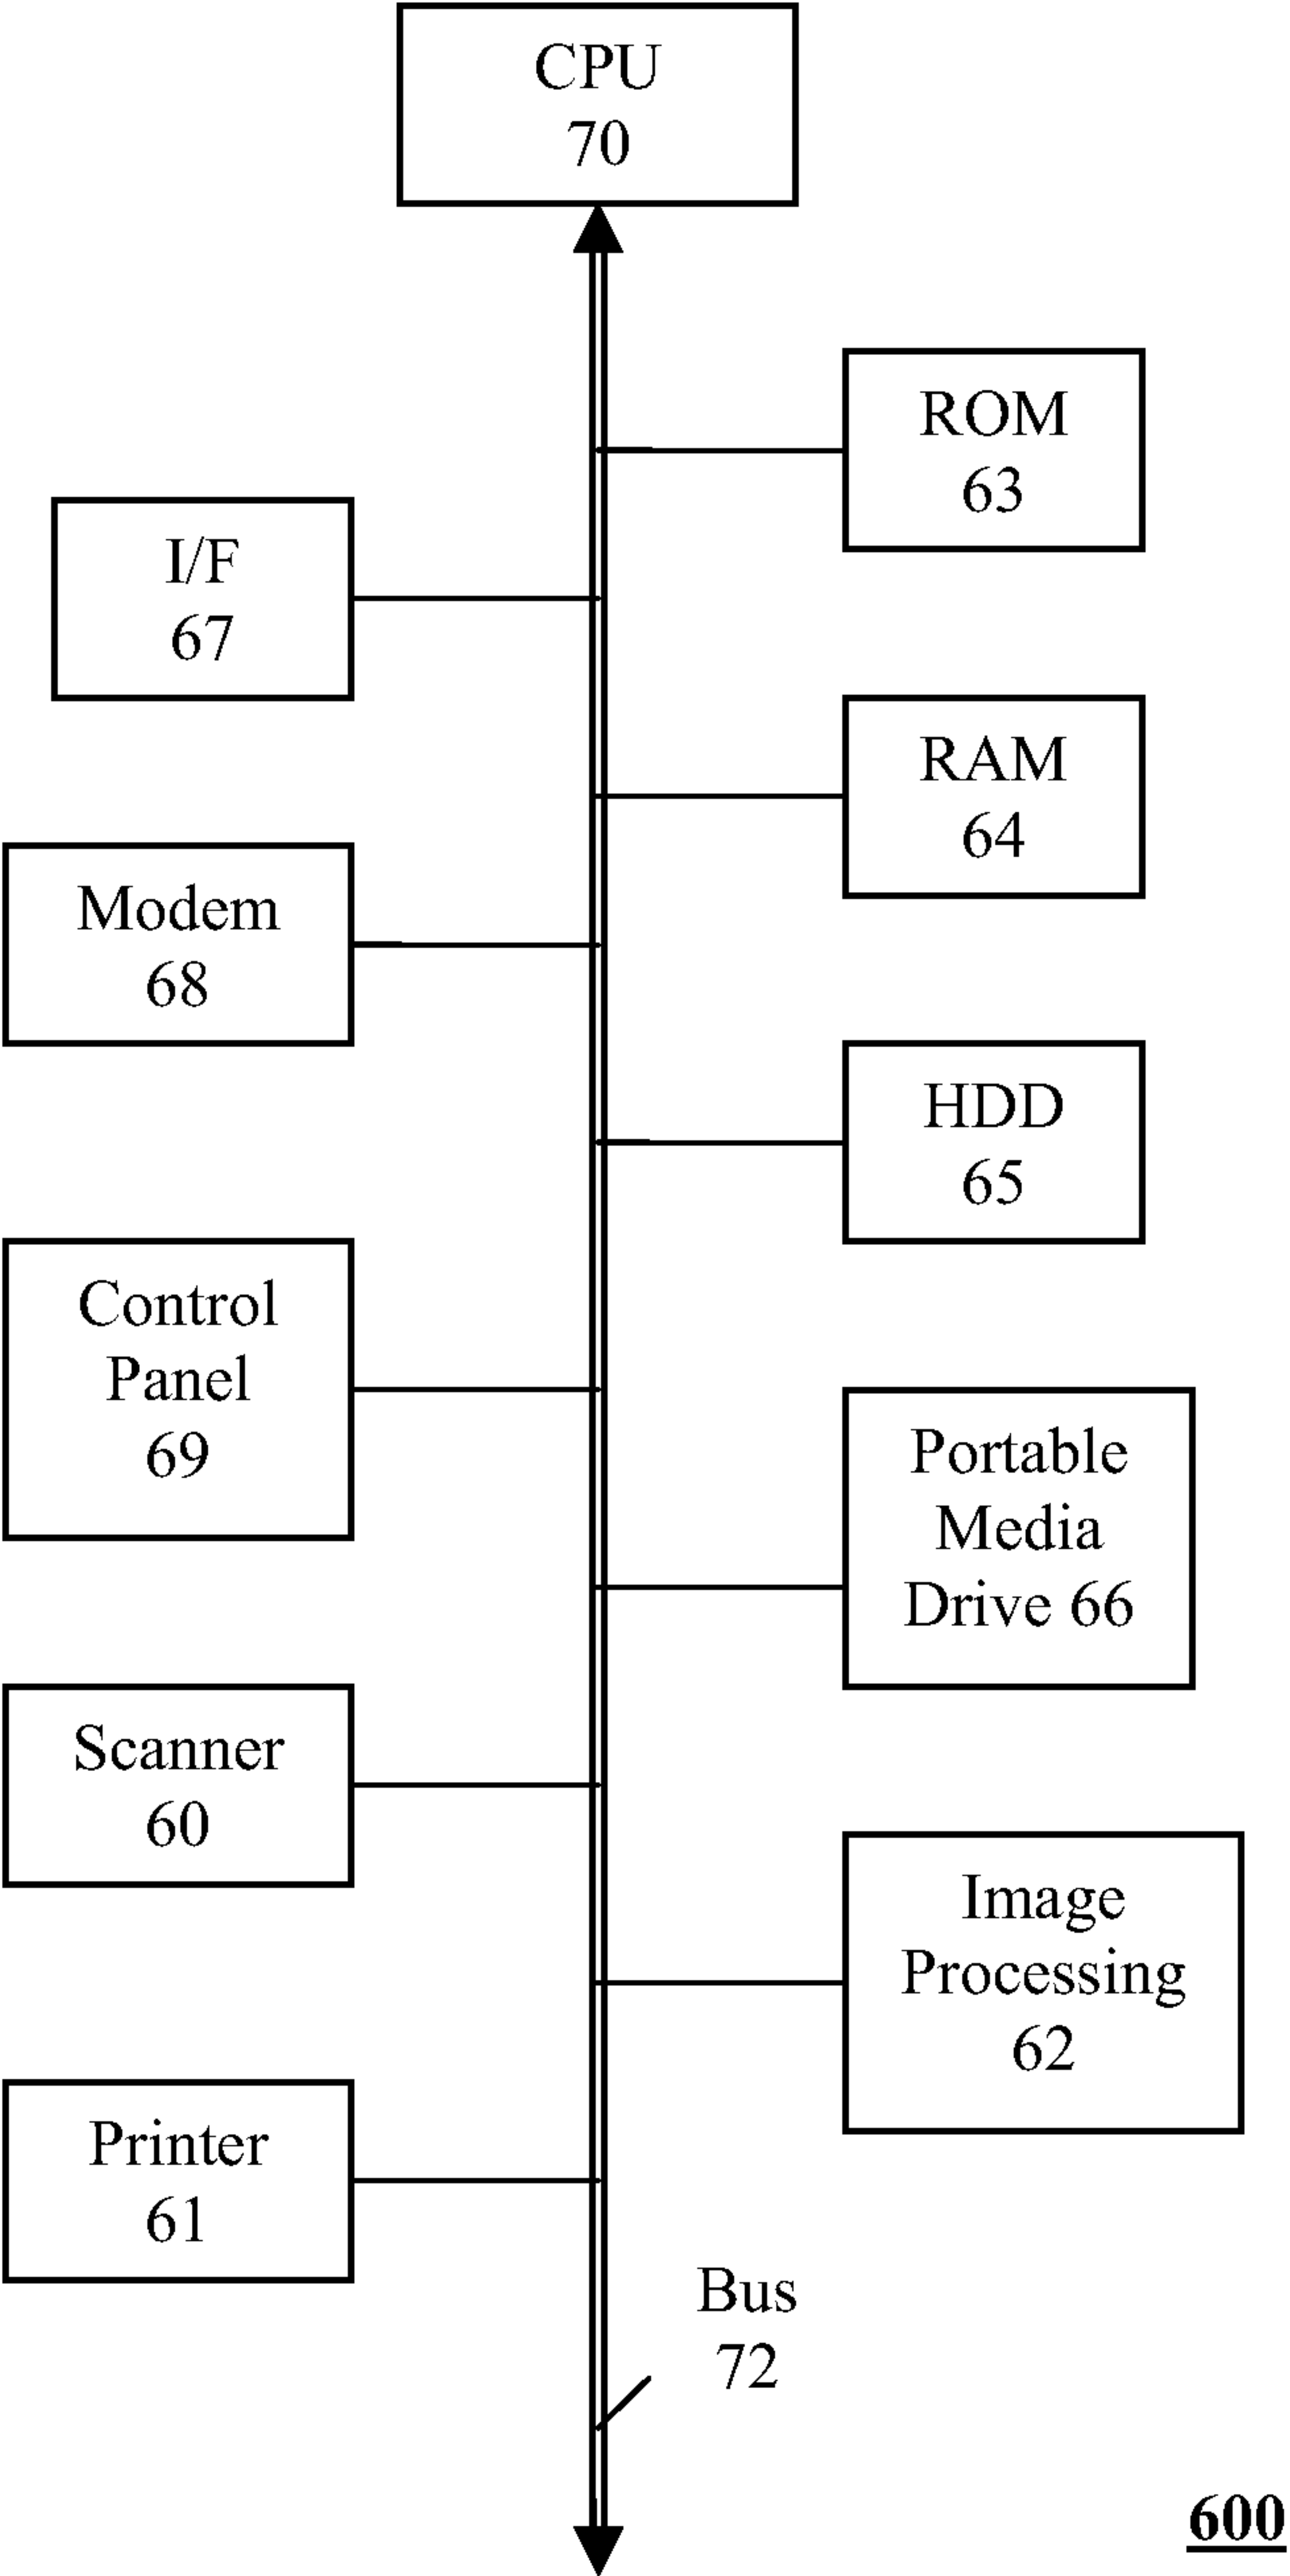 CPU
70
ROM
63
I/F
67
RAM
64
Modem
68
HDD
65
Control
Panel
69
Portable
Media
Drive 66
Scanner
60
Image
Processing
62
Printer
61
Bus
72
600